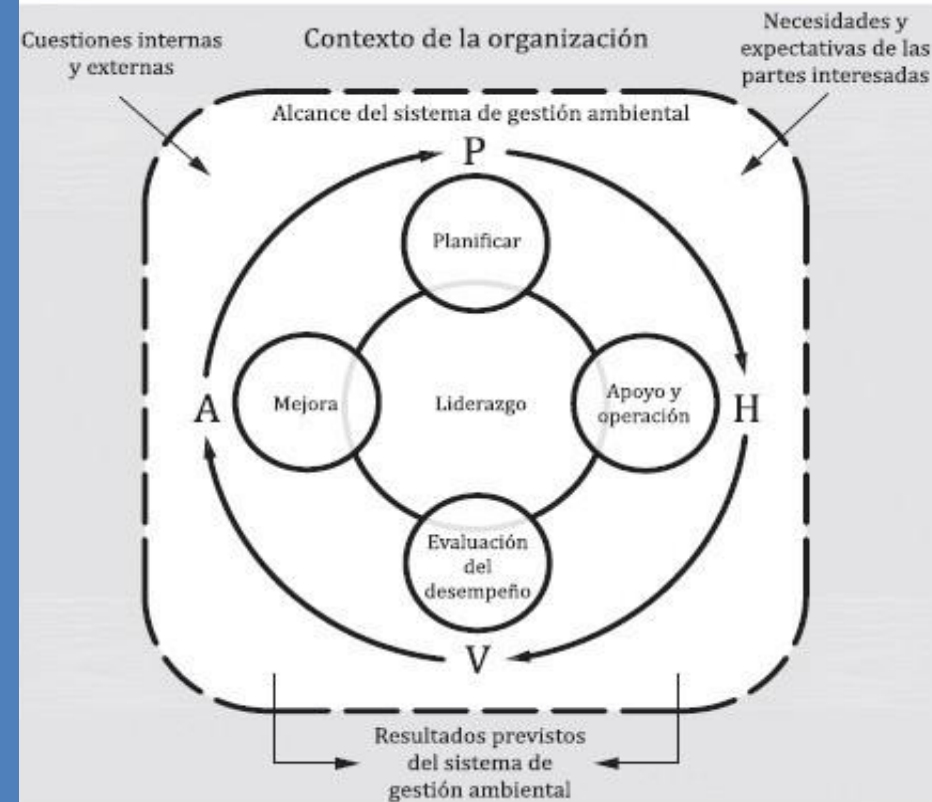 Cuestiones internas
y externas
Contexto de la organización
Necesidades y
expectativas de las
partes interesadas
Alcance del sistema de gestión ambiental
P
Planificar
A
Mejora
Liderazgo
Apoyo y
operación
H
Evaluación
del
desempeño
V
Resultados previstos
del sistema de
gestión ambiental